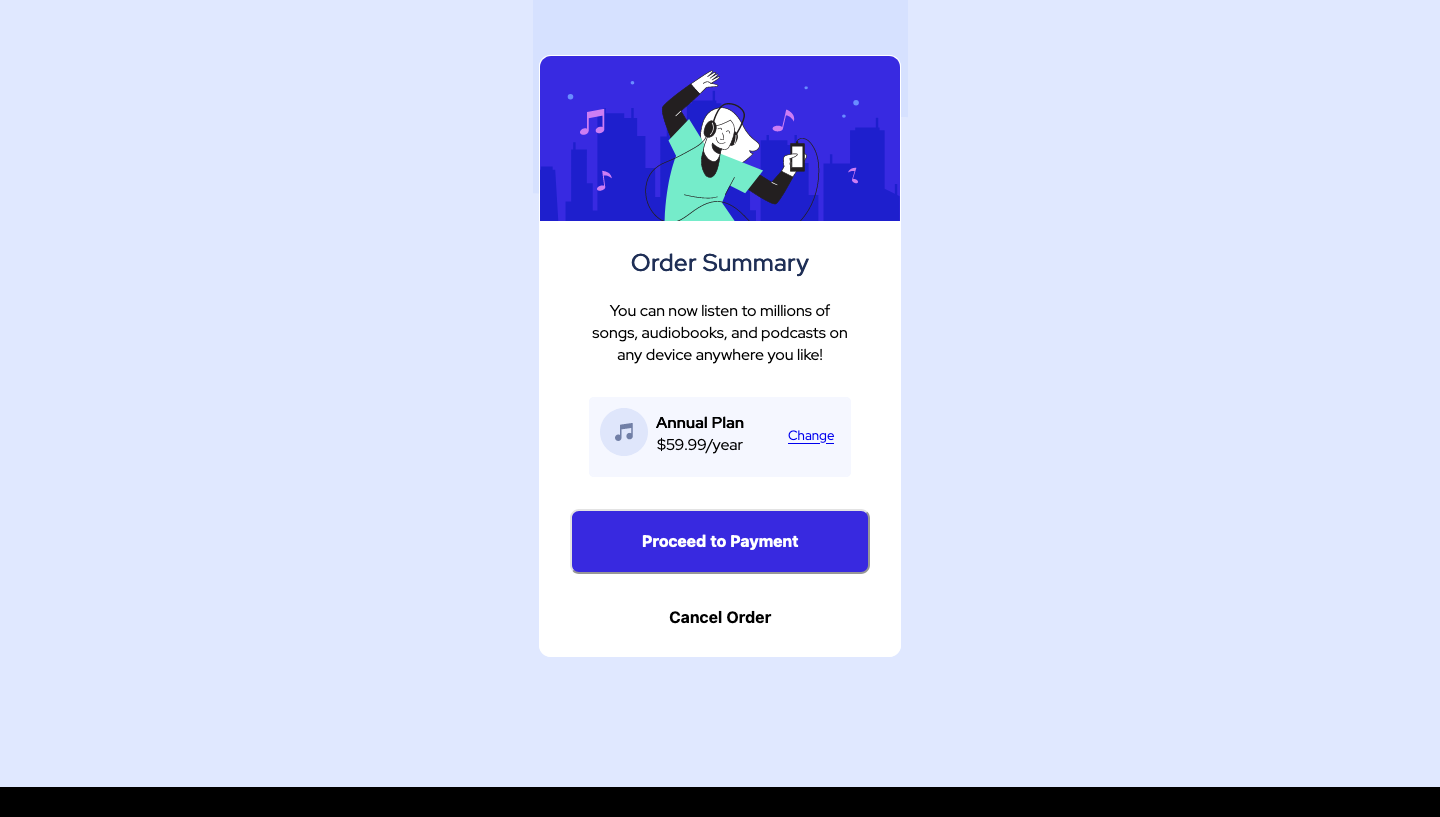 Order Summary
You can now listen to millions of
songs, audiobooks, and podcasts on
any device anywhere you like!
Annual Plan
$59.99/year
Change
Proceed to Payment
Cancel Order